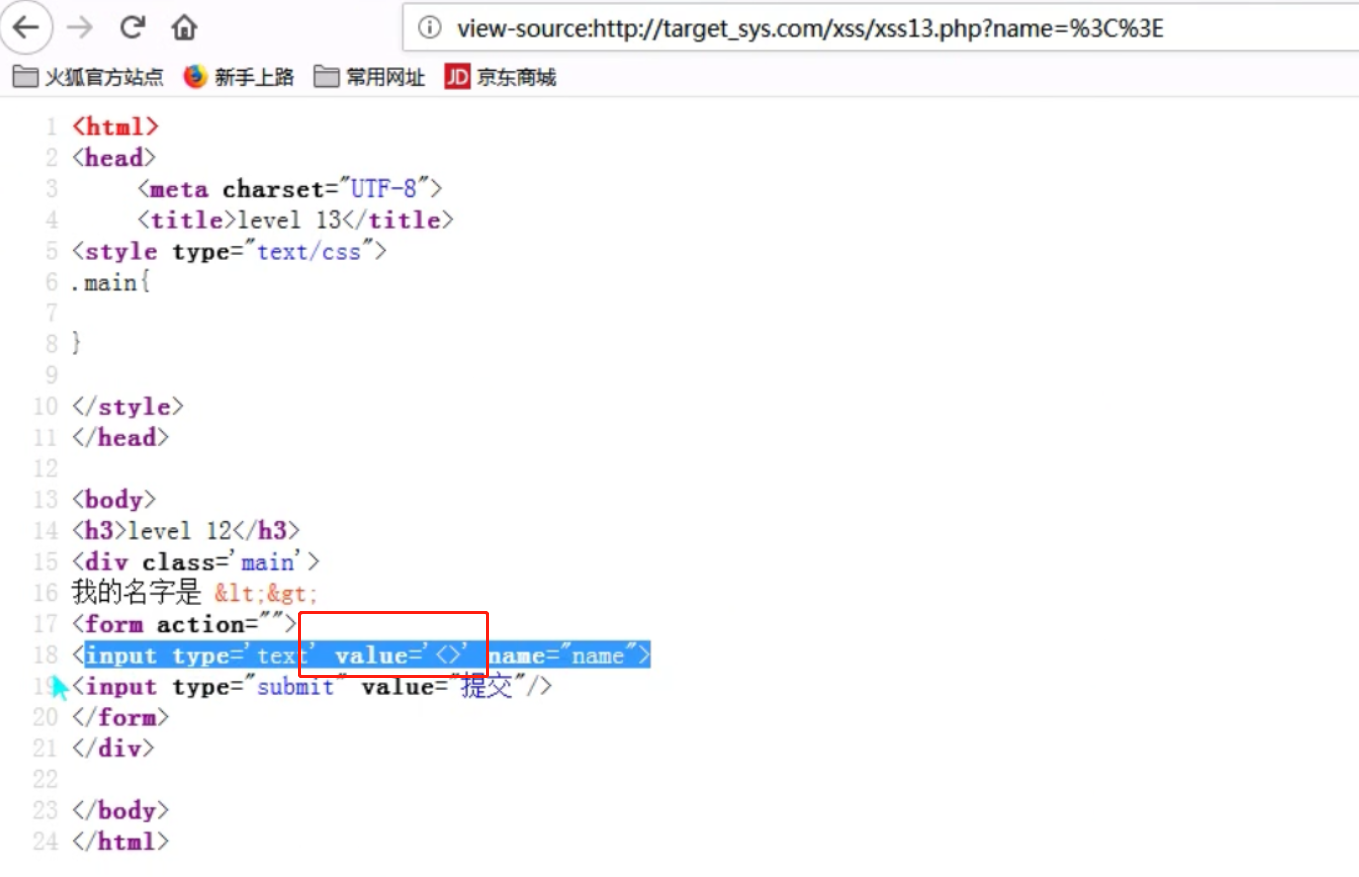 view-source:http://target_sys.com/xss/xss13.php?name=%3C%3E
火狐官方站点 新手上路 常用网址 JD 京东商城
1 <html>
2 <head>
3 <meta charset="UTF-8">
4 <title>level 13</title>
5 <style type="text/css">
6 .main{
7
8 }
9
10 </style>
11 </head>
12
13 <body>
14 <h3>level 12</h3>
15 <div class='main'>
16 我的名字是 &lt;&gt;
17 <form action="">
18 <input type='text' value='<>' name="name">
19 <input type="submit" value="提交"/>
20 </form>
21 </div>
22
23 </body>
24 </html>